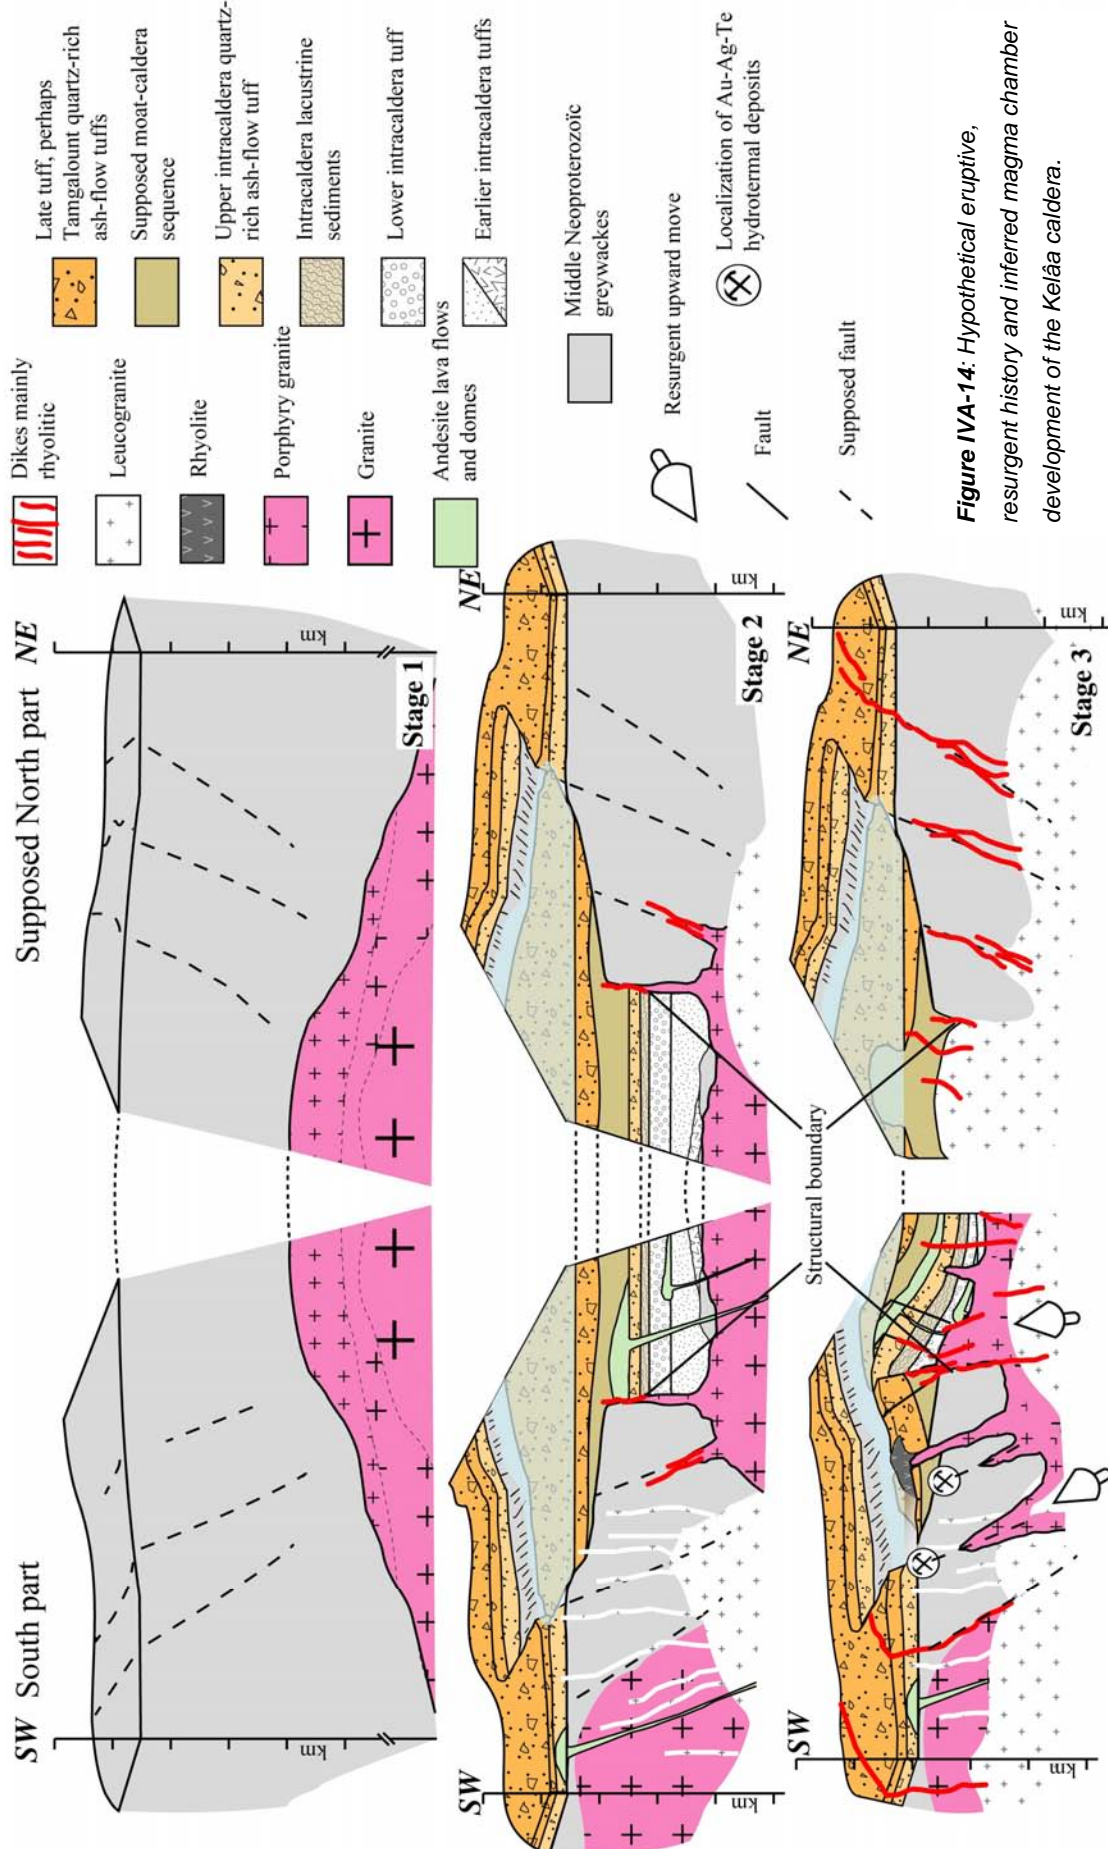 SW South part
Supposed North part NE
km
km
Stage 1
SW
NE
km
km
Stage 2
Structural boundary
SW
NE
km
km
Stage 3
Dikes mainly
rhyolitic
Leucogranite
Rhyolite
Porphyry granite
Granite
Andesite lava flows
and domes
Late tuff, perhaps
Tamgalount quartz-rich
ash-flow tuffs
Supposed moat-caldera
sequence
Upper intracaldera quartz-
rich ash-flow tuff
Intracaldera lacustrine
sediments
Lower intracaldera tuff
Earlier intracaldera tuffs
Middle Neoproterozoïc
greywackes
Resurgent upward move
Fault
Supposed fault
Localization of Au-Ag-Te
hydrotermal deposits
Figure IVA-14: Hypothetical eruptive,
resurgent history and inferred magma chamber
development of the Kelâa caldera.